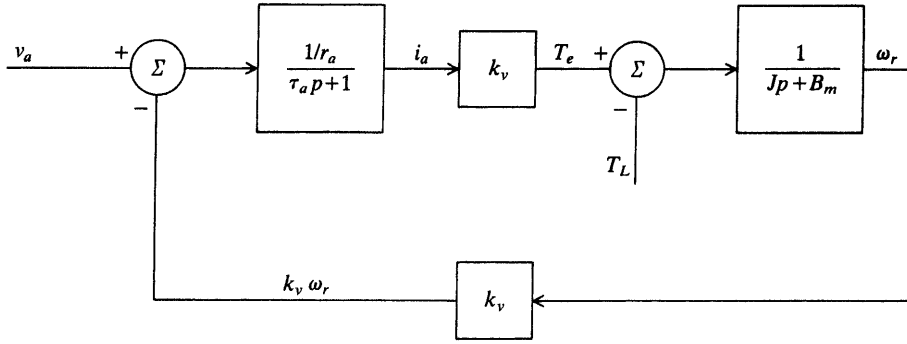 v_a
+
Σ
−
1/r_a
τ_a p + 1
i_a
k_v
T_e
+
Σ
−
T_L
1
Jp + B_m
ω_r
k_v ω_r
k_v